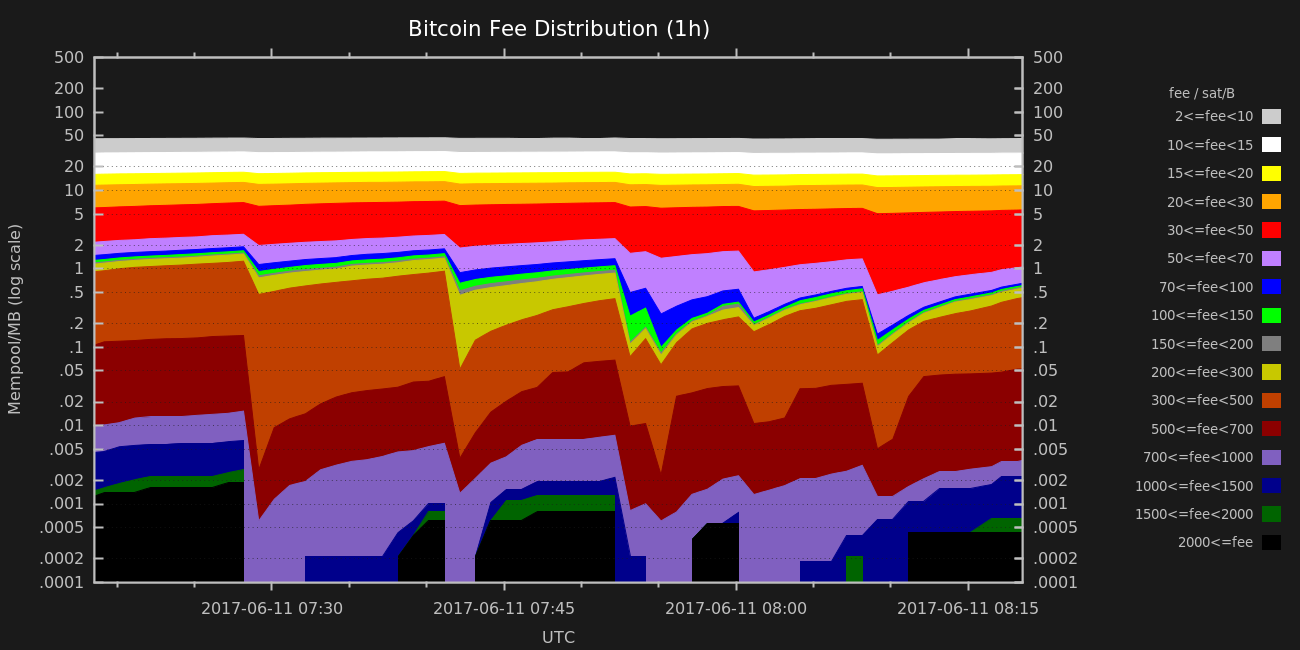 Bitcoin Fee Distribution (1h)
500
200
100
50
20
10
5
2
1
.5
.2
.1
.05
.02
.01
.005
.002
.001
.0005
.0002
.0001
Mempool/MB (log scale)
500
200
100
50
20
10
5
2
1
.5
.2
.1
.05
.02
.01
.005
.002
.001
.0005
.0002
.0001
2017-06-11 07:30
2017-06-11 07:45
2017-06-11 08:00
2017-06-11 08:15
UTC
fee / sat/B
2<=fee<10
10<=fee<15
15<=fee<20
20<=fee<30
30<=fee<50
50<=fee<70
70<=fee<100
100<=fee<150
150<=fee<200
200<=fee<300
300<=fee<500
500<=fee<700
700<=fee<1000
1000<=fee<1500
1500<=fee<2000
2000<=fee